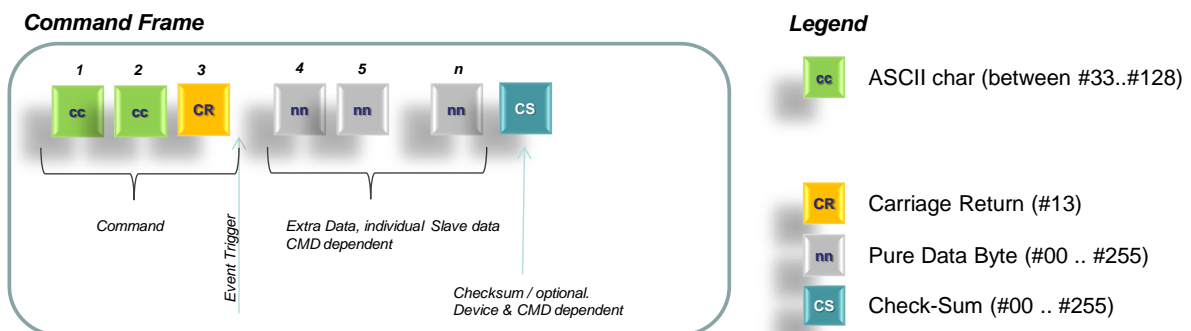 Command Frame
1 2 3 4 5 n
cc cc CR nn nn nn CS
Command
Event Trigger
Extra Data, individual Slave data
CMD dependent
Checksum / optional.
Device & CMD dependent
Legend
cc ASCII char (between #33..#128)
CR Carriage Return (#13)
nn Pure Data Byte (#00 .. #255)
CS Check-Sum (#00 .. #255)